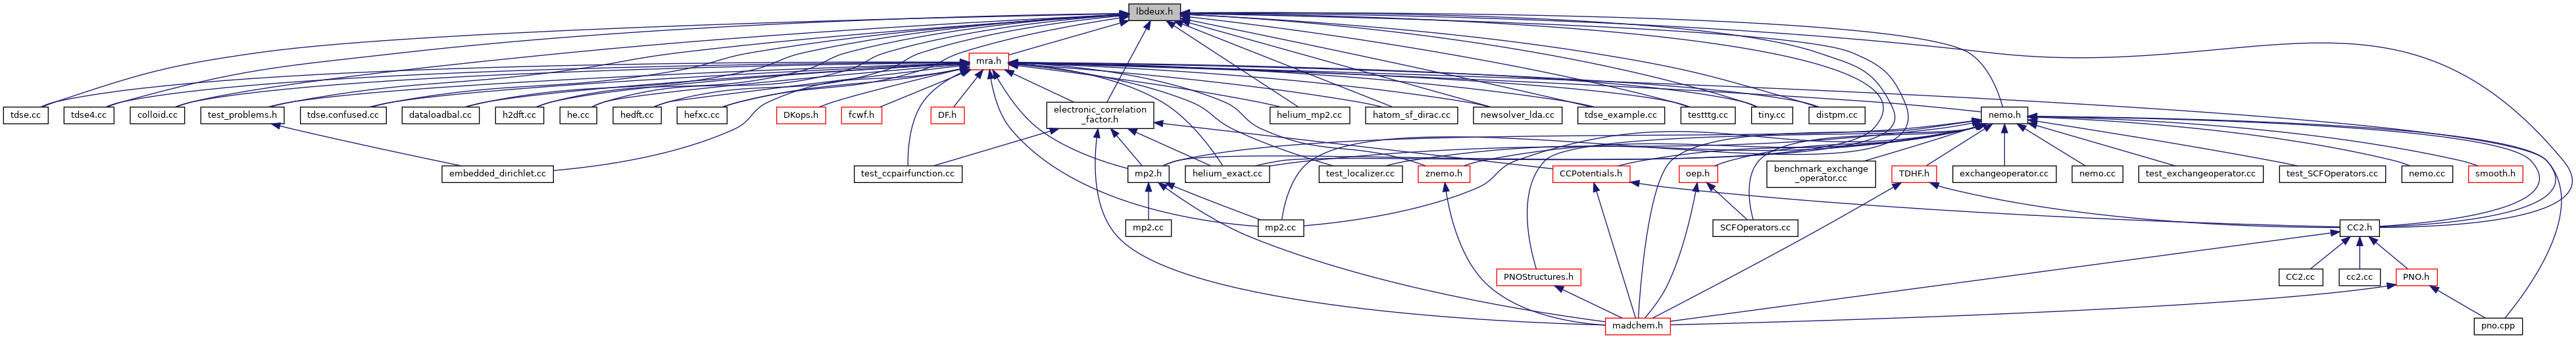 lbdeux.h
mra.h
tdse.cc
tdse4.cc
colloid.cc
test_problems.h
tdse.confused.cc
dataloadbal.cc
h2dft.cc
he.cc
hedft.cc
hefxc.cc
DKops.h
fcwf.h
DF.h
electronic_correlation
_factor.h
helium_mp2.cc
hatom_sf_dirac.cc
newsolver_lda.cc
tdse_example.cc
testttg.cc
tiny.cc
distpm.cc
nemo.h
embedded_dirichlet.cc
test_ccpairfunction.cc
mp2.h
helium_exact.cc
test_localizer.cc
znemo.h
CCPotentials.h
oep.h
benchmark_exchange
_operator.cc
TDHF.h
exchangeoperator.cc
nemo.cc
test_exchangeoperator.cc
test_SCFOperators.cc
nemo.cc
smooth.h
mp2.cc
mp2.cc
SCFOperators.cc
CC2.h
PNOStructures.h
CC2.cc
cc2.cc
PNO.h
madchem.h
pno.cpp